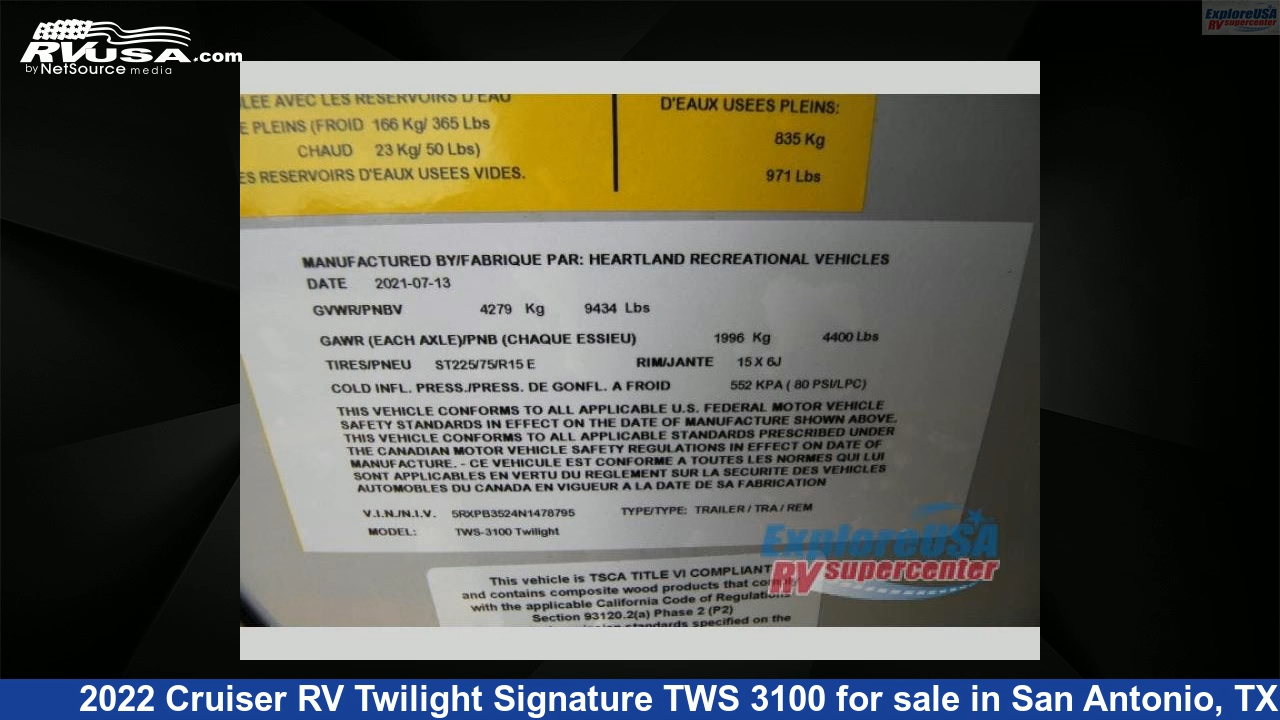 RVUSA.com
by NetSource media
ExploreUSA
RV supercenter
AVEC LES RESERVOIRS D'EAU
PLEINS (FROID 166 Kg/ 365 Lbs
CHAUD 23 Kg/ 50 Lbs)
RESERVOIRS D'EAUX USEES VIDES.
D'EAUX USEES PLEINS:
835 Kg
971 Lbs
MANUFACTURED BY/FABRIQUE PAR: HEARTLAND RECREATIONAL VEHICLES
DATE 2021-07-13
GVWR/PNBV 4279 Kg 9434 Lbs
GAWR (EACH AXLE)/PNB (CHAQUE ESSIEU) 1996 Kg 4400 Lbs
TIRES/PNEU ST225/75/R15 E RIM/JANTE 15 X 6J
COLD INFL. PRESS./PRESS. DE GONFL. A FROID 552 KPA ( 80 PSI/LPC)
THIS VEHICLE CONFORMS TO ALL APPLICABLE U.S. FEDERAL MOTOR VEHICLE
SAFETY STANDARDS IN EFFECT ON THE DATE OF MANUFACTURE SHOWN ABOVE.
THIS VEHICLE CONFORMS TO ALL APPLICABLE STANDARDS PRESCRIBED UNDER
THE CANADIAN MOTOR VEHICLE SAFETY REGULATIONS IN EFFECT ON DATE OF
MANUFACTURE. - CE VEHICULE EST CONFORME A TOUTES LES NORMES QUI LUI
SONT APPLICABLES EN VERTU DU REGLEMENT SUR LA SECURITE DES VEHICLES
AUTOMOBLES DU CANADA EN VIGUEUR A LA DATE DE SA FABRICATION
V.I.N./N.I.V. 5RXPB3524N1478795 TYPE/TYPE: TRAILER / TRA / REM
MODEL: TWS-3100 Twilight
ExploreUSA
RV supercenter
This vehicle is TSCA TITLE VI COMPLIANT
and contains composite wood products that comply
with the applicable California Code of Regulations
Section 93120.2(a) Phase 2 (P2)
standards specified on the
2022 Cruiser RV Twilight Signature TWS 3100 for sale in San Antonio, TX